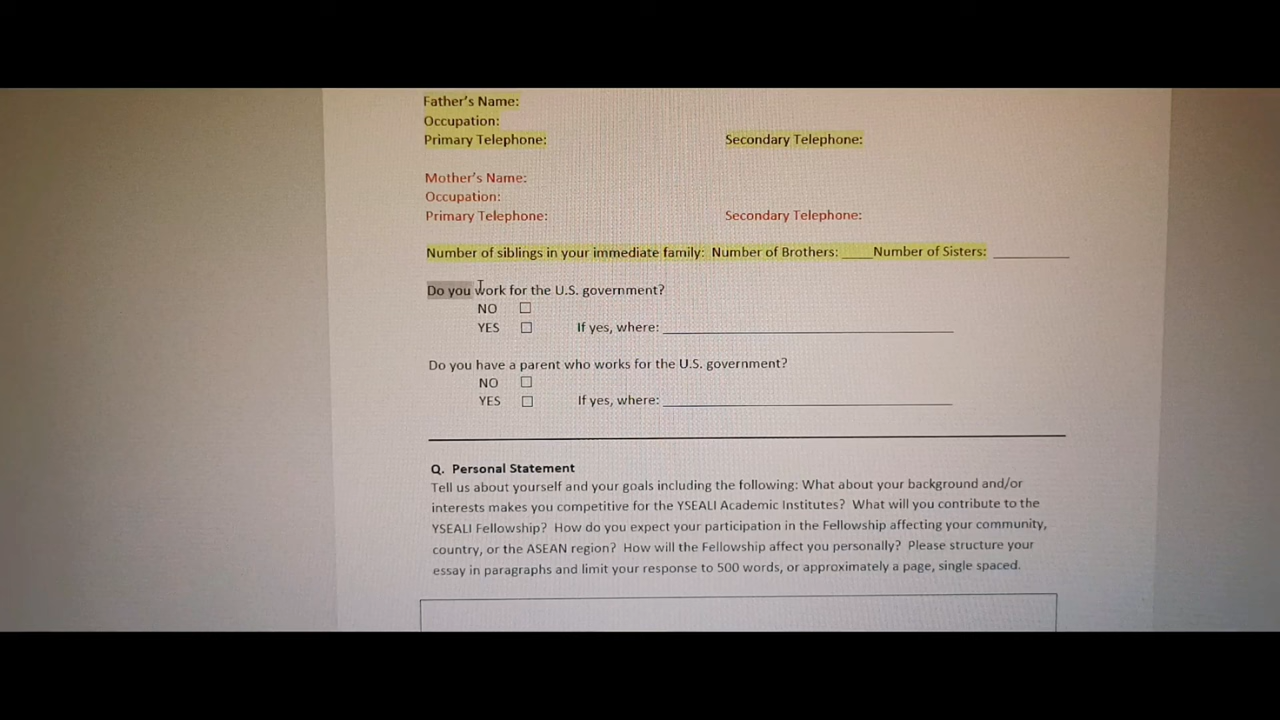 Father's Name:
Occupation:
Primary Telephone: Secondary Telephone:
Mother's Name:
Occupation:
Primary Telephone: Secondary Telephone:
Number of siblings in your immediate family: Number of Brothers: ____ Number of Sisters: __________
Do you work for the U.S. government?
NO ☐
YES ☐ If yes, where: ______________________________________
Do you have a parent who works for the U.S. government?
NO ☐
YES ☐ If yes, where: ______________________________________
Q. Personal Statement
Tell us about yourself and your goals including the following: What about your background and/or
interests makes you competitive for the YSEALI Academic Institutes? What will you contribute to the
YSEALI Fellowship? How do you expect your participation in the Fellowship affecting your community,
country, or the ASEAN region? How will the Fellowship affect you personally? Please structure your
essay in paragraphs and limit your response to 500 words, or approximately a page, single spaced.